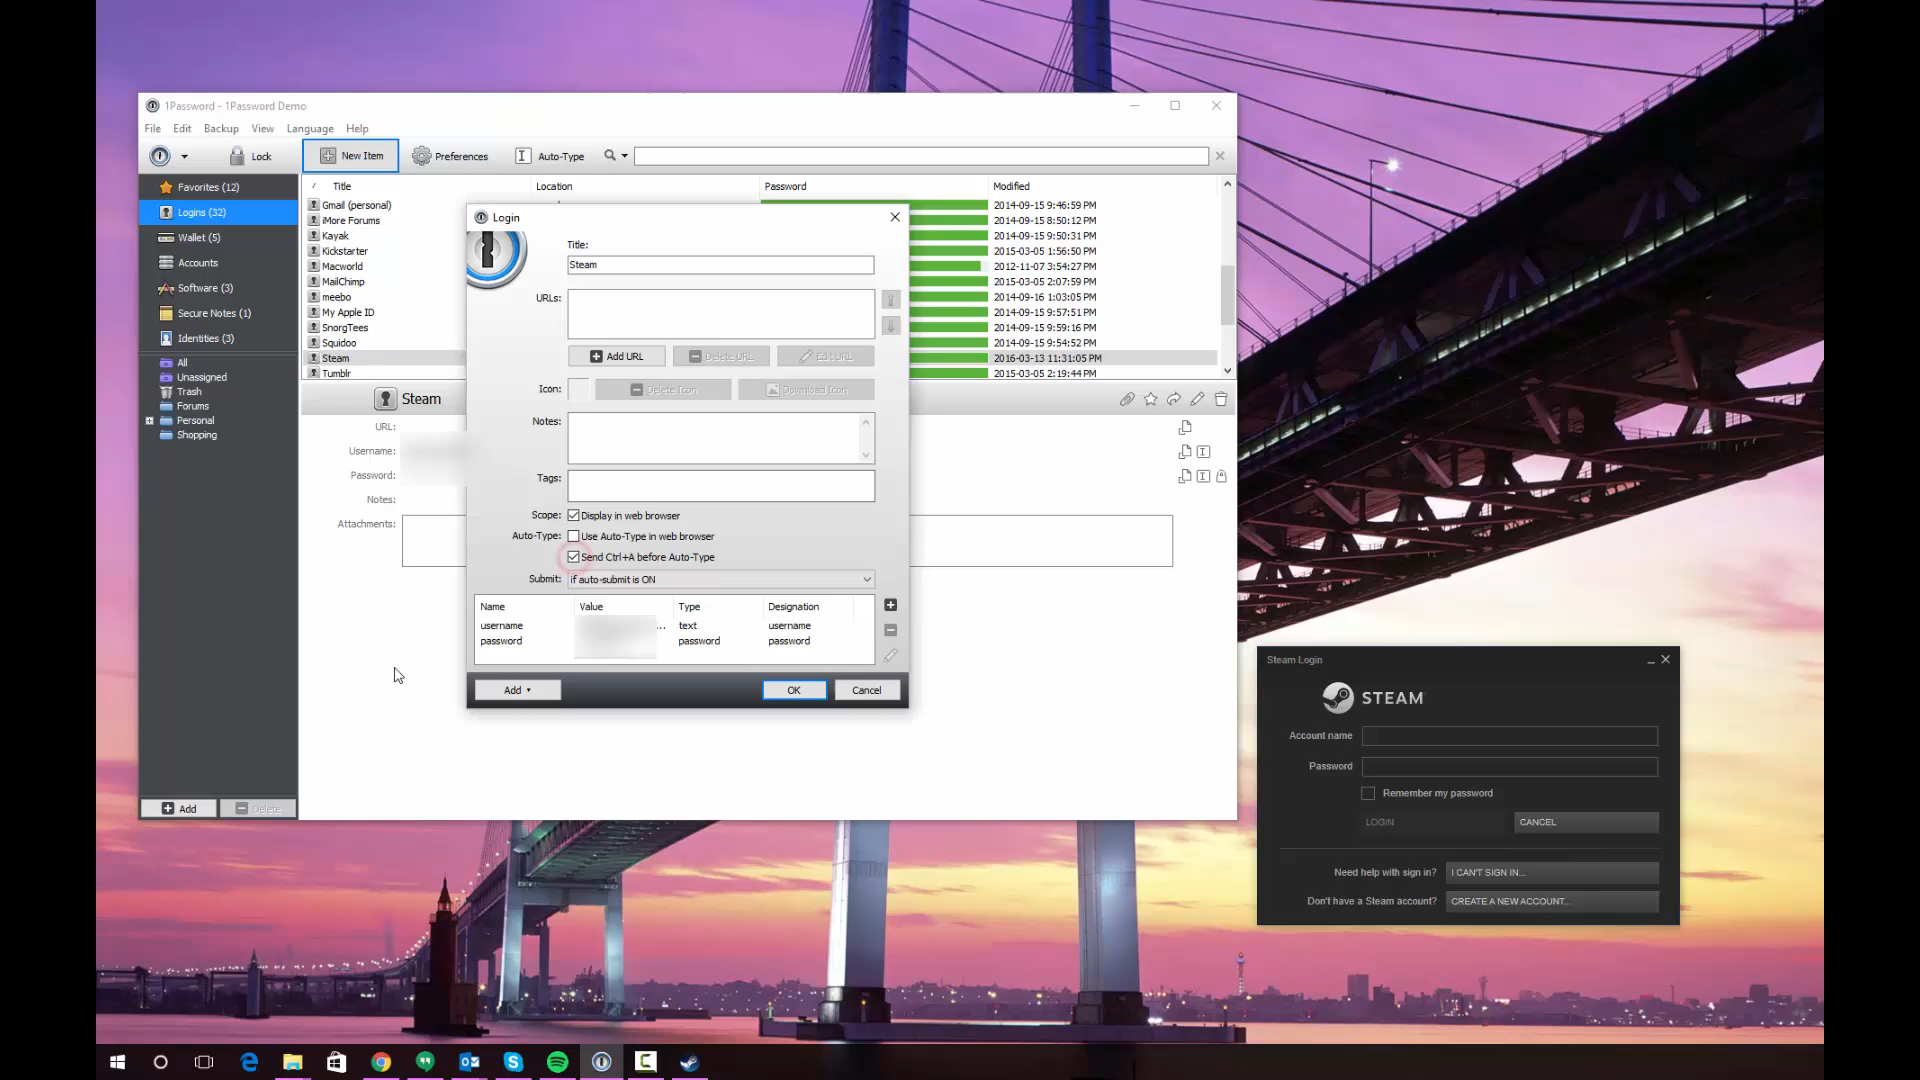 1Password - 1Password Demo
File Edit Backup View Language Help
Lock New Item Preferences Auto-Type
Favorites (12)
Logins (32)
Wallet (5)
Accounts
Software (3)
Secure Notes (1)
Identities (3)
All
Unassigned
Trash
Forums
Personal
Shopping
Add Delete
/ Title Location Password Modified
Gmail (personal) 2014-09-15 9:46:59 PM
iMore Forums 2014-09-15 8:50:12 PM
Kayak 2014-09-15 9:50:31 PM
Kickstarter 2015-03-05 1:56:50 PM
Macworld 2012-11-07 3:54:27 PM
MailChimp 2015-03-05 2:07:59 PM
meebo 2014-09-16 1:03:05 PM
My Apple ID 2014-09-15 9:57:51 PM
SnorgTees 2014-09-15 9:59:16 PM
Squidoo 2014-09-15 9:54:52 PM
Steam 2016-03-13 11:31:05 PM
Tumblr 2015-03-05 2:19:44 PM
Steam
URL:
Username:
Password:
Notes:
Attachments:
Login
Title:
Steam
URLs:
Add URL Delete URL Edit URL
Icon: Delete Icon Download Icon
Notes:
Tags:
Scope: Display in web browser
Auto-Type: Use Auto-Type in web browser
Send Ctrl+A before Auto-Type
Submit: if auto-submit is ON
Name Value Type Designation
username ... text username
password password password
Add OK Cancel
Steam Login
STEAM
Account name
Password
Remember my password
LOGIN CANCEL
Need help with sign in? I CAN'T SIGN IN...
Don't have a Steam account? CREATE A NEW ACCOUNT...